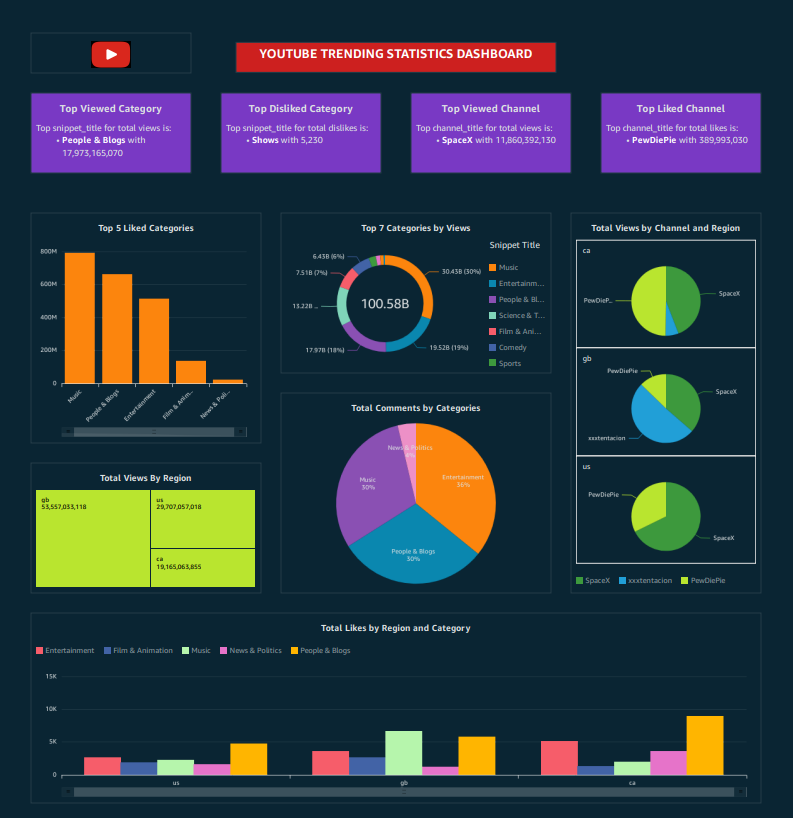 YOUTUBE TRENDING STATISTICS DASHBOARD
Top Viewed Category
Top snippet_title for total views is:
• People & Blogs with
17,973,165,070
Top Disliked Category
Top snippet_title for total dislikes is:
• Shows with 5,230
Top Viewed Channel
Top channel_title for total views is:
• SpaceX with 11,860,392,130
Top Liked Channel
Top channel_title for total likes is:
• PewDiePie with 389,993,030
Top 5 Liked Categories
800M
600M
400M
200M
0
Music
People & Blogs
Entertainment
Film & Anim...
News & Poli...
Top 7 Categories by Views
Snippet Title
6.43B (6%)
7.51B (7%)
13.22B ...
17.97B (18%)
30.43B (30%)
19.52B (19%)
100.58B
Music
Entertainm...
People & Bl...
Science & T...
Film & Ani...
Comedy
Sports
Total Views by Channel and Region
ca
PewDieP...
SpaceX
gb
PewDiePie
SpaceX
xxxtentacion
us
PewDiePie
SpaceX
SpaceX
xxxtentacion
PewDiePie
Total Comments by Categories
News & Politics
Music
30%
Entertainment
36%
People & Blogs
30%
Total Views By Region
gb
53,557,033,118
us
29,707,057,018
ca
19,165,063,855
Total Likes by Region and Category
Entertainment
Film & Animation
Music
News & Politics
People & Blogs
15K
10K
5K
0
us
gb
ca